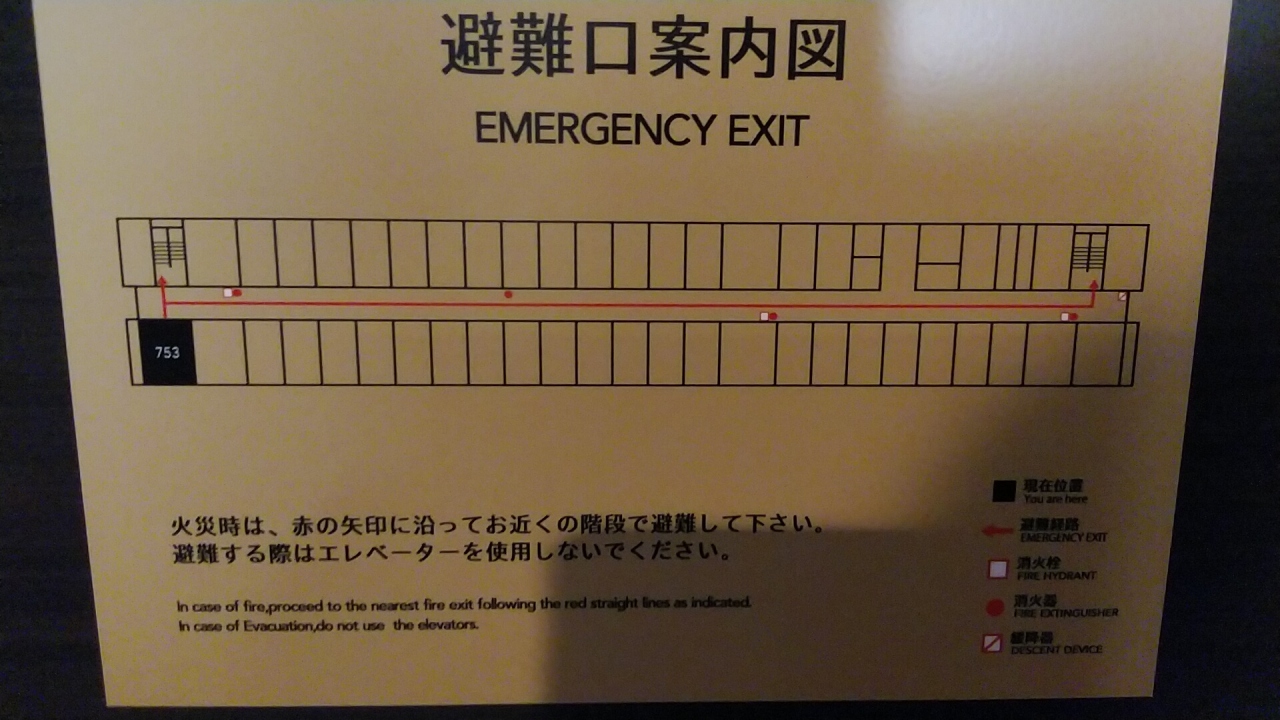 避難口案内図
EMERGENCY EXIT
753
火災時は、赤の矢印に沿ってお近くの階段で避難して下さい。
避難する際はエレベーターを使用しないでください。
In case of fire,proceed to the nearest fire exit following the red straight lines as indicated.
In case of Evacuation,do not use the elevators.
現在位置
You are here
避難経路
EMERGENCY EXIT
消火栓
FIRE HYDRANT
消火器
FIRE EXTINGUISHER
緩降器
DESCENT DEVICE